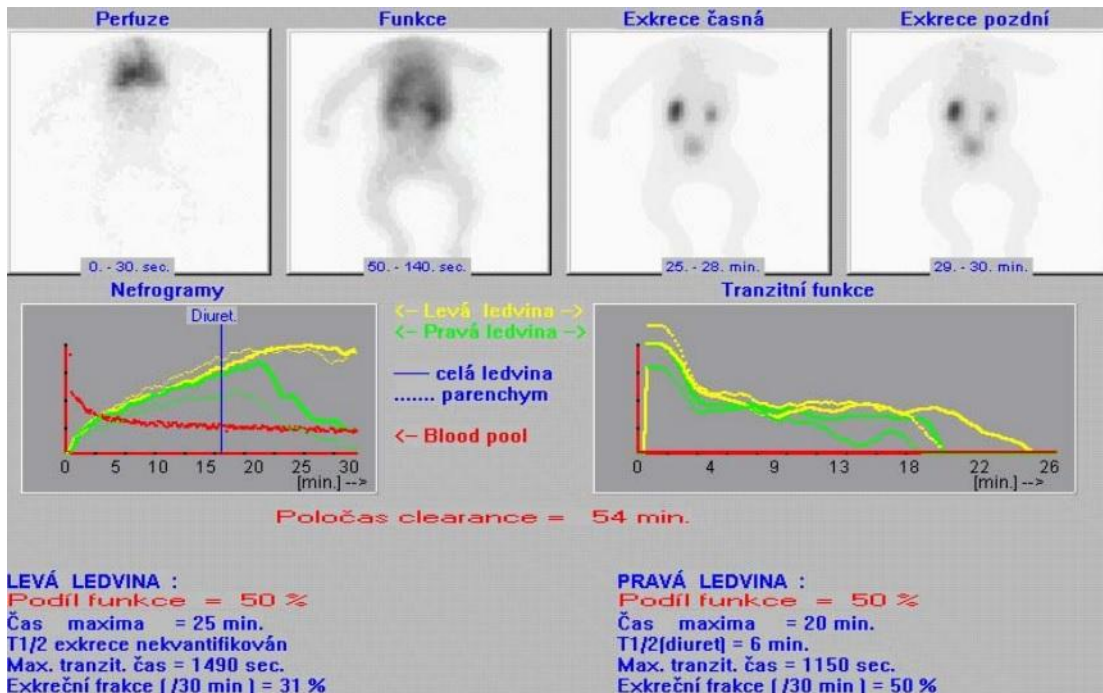 Perfuze
Funkce
Exkrece časná
Exkrece pozdní
0. - 30. sec.
50. - 140. sec.
25. - 28. min.
29. - 30. min.
Nefrogramy
Tranzitní funkce
Diuret.
<- Levá ledvina ->
<- Pravá ledvina ->
celá ledvina
....... parenchym
<- Blood pool
0 5 10 15 20 25 30
[min.] -->
0 4 9 13 18 22 26
[min.] -->
Poločas clearance = 54 min.
LEVÁ LEDVINA :
Podíl funkce = 50 %
Čas maxima = 25 min.
T1/2 exkrece nekvantifikován
Max. tranzit. čas = 1490 sec.
Exkreční frakce ( /30 min ) = 31 %
PRAVÁ LEDVINA :
Podíl funkce = 50 %
Čas maxima = 20 min.
T1/2(diuret) = 6 min.
Max. tranzit. čas = 1150 sec.
Exkreční frakce ( /30 min ) = 50 %